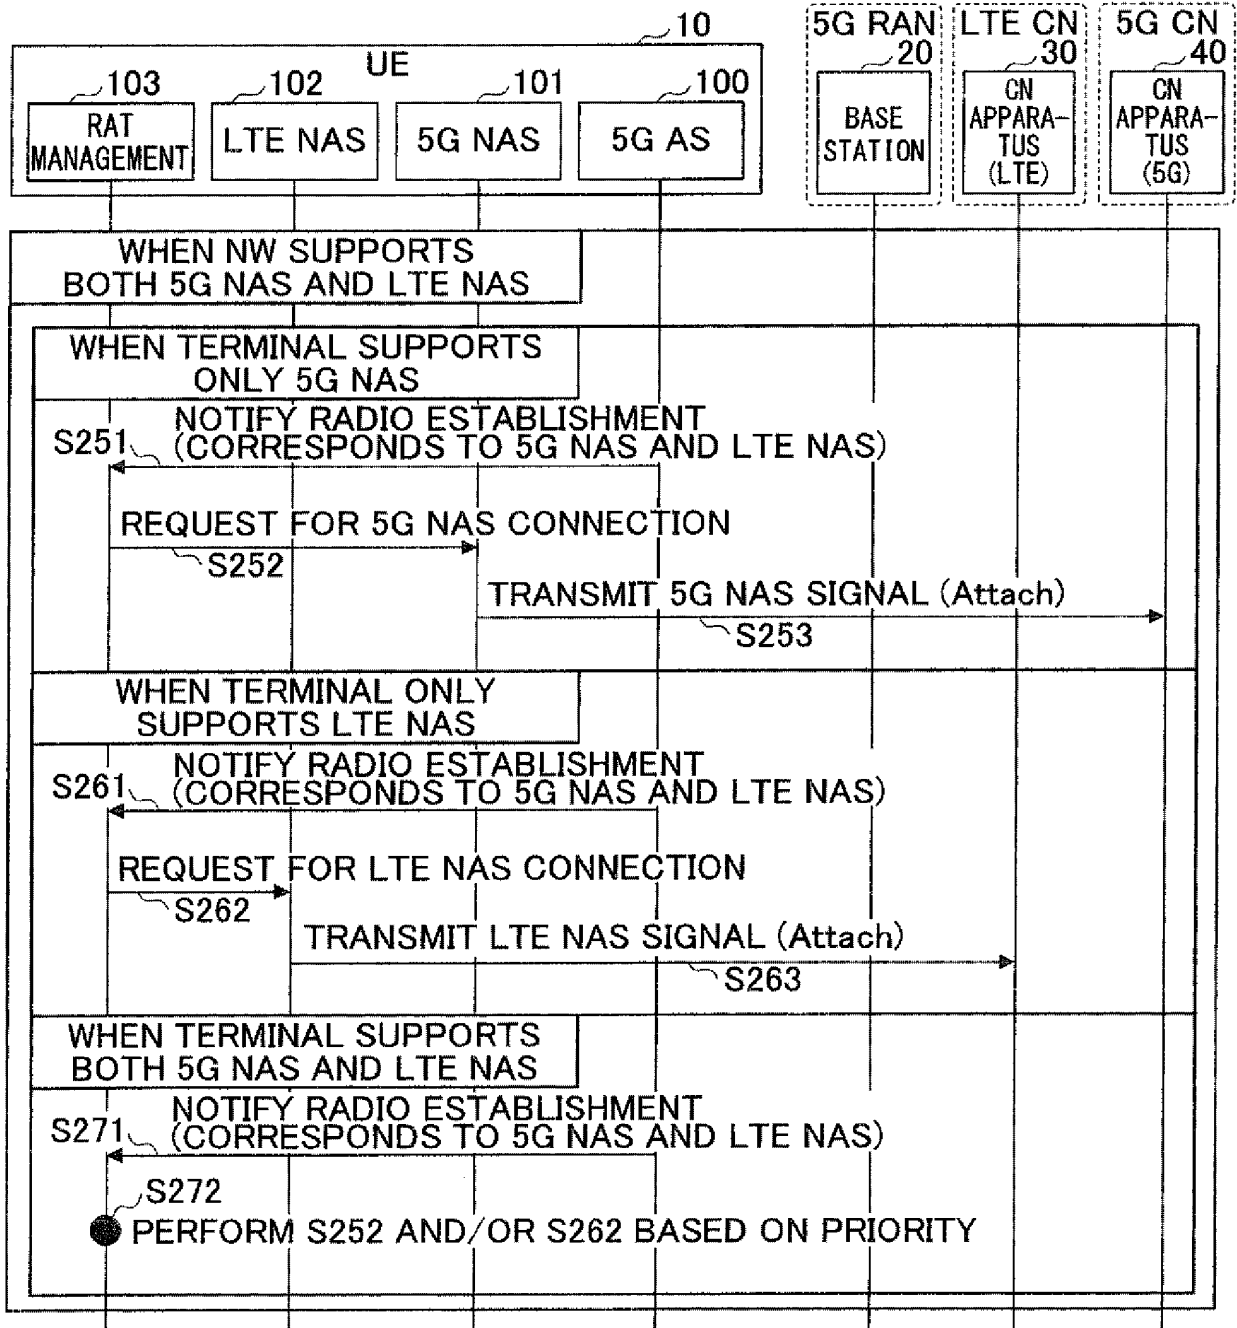 10
UE
103
RAT
MANAGEMENT
102
LTE NAS
101
5G NAS
100
5G AS
5G RAN
20
BASE
STATION
LTE CN
30
CN
APPARA-
TUS
(LTE)
5G CN
40
CN
APPARA-
TUS
(5G)
WHEN NW SUPPORTS
BOTH 5G NAS AND LTE NAS
WHEN TERMINAL SUPPORTS
ONLY 5G NAS
NOTIFY RADIO ESTABLISHMENT
S251
(CORRESPONDS TO 5G NAS AND LTE NAS)
REQUEST FOR 5G NAS CONNECTION
S252
TRANSMIT 5G NAS SIGNAL (Attach)
S253
WHEN TERMINAL ONLY
SUPPORTS LTE NAS
NOTIFY RADIO ESTABLISHMENT
S261
(CORRESPONDS TO 5G NAS AND LTE NAS)
REQUEST FOR LTE NAS CONNECTION
S262
TRANSMIT LTE NAS SIGNAL (Attach)
S263
WHEN TERMINAL SUPPORTS
BOTH 5G NAS AND LTE NAS
NOTIFY RADIO ESTABLISHMENT
S271
(CORRESPONDS TO 5G NAS AND LTE NAS)
S272
PERFORM S252 AND/OR S262 BASED ON PRIORITY